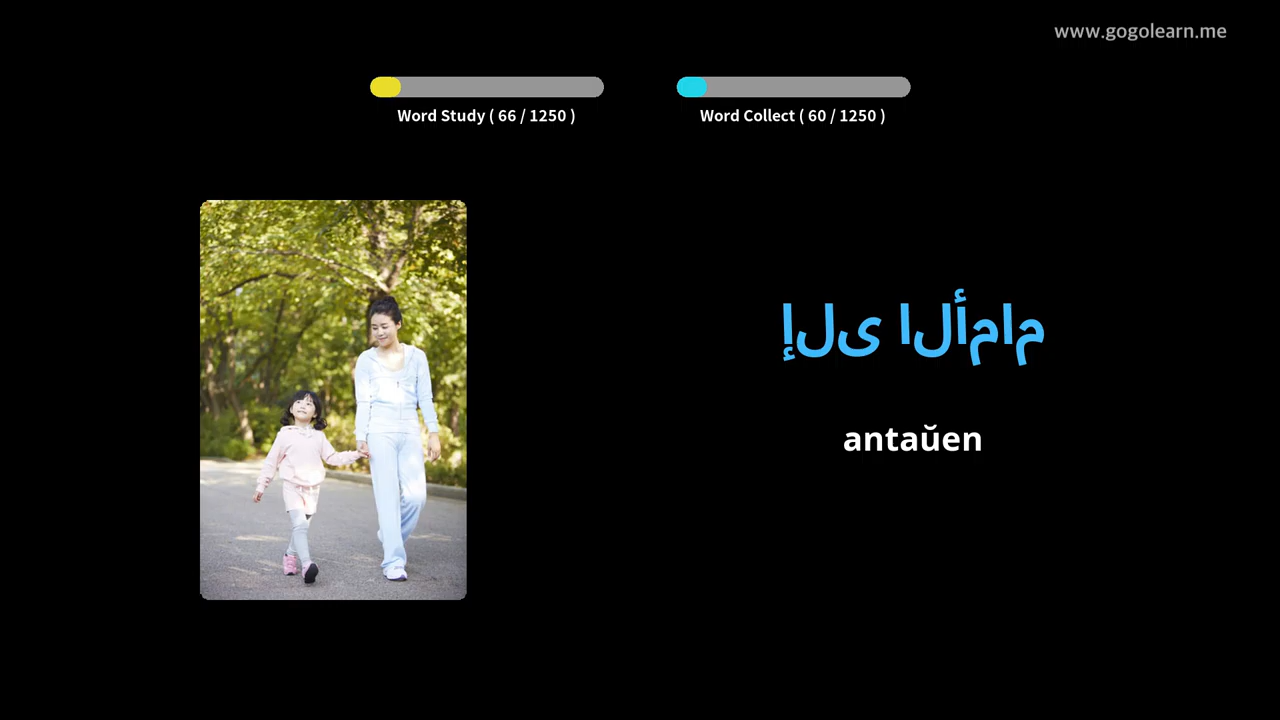 www.gogolearn.me
Word Study ( 66 / 1250 )
Word Collect ( 60 / 1250 )
إلى الأمام
antaŭen